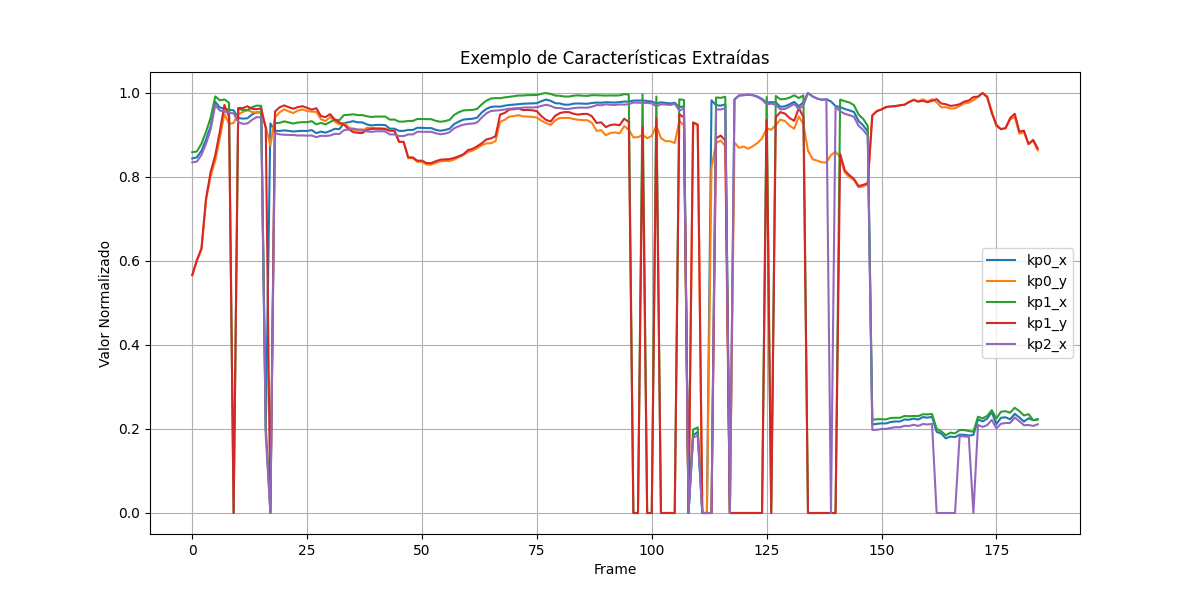 Exemplo de Características Extraídas
Valor Normalizado
1.0
0.8
0.6
0.4
0.2
0.0
kp0_x
kp0_y
kp1_x
kp1_y
kp2_x
0 25 50 75 100 125 150 175
Frame